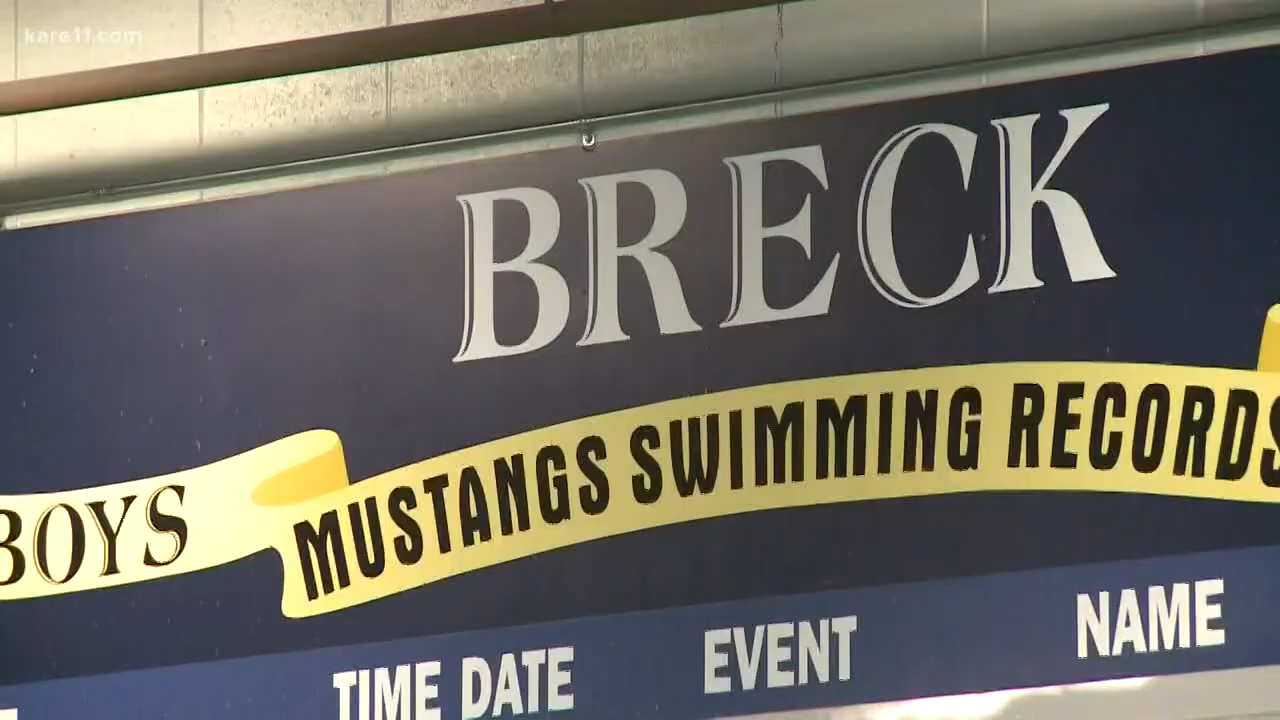 kare11.com
BRECK
BOYS
MUSTANGS SWIMMING RECORDS
TIME DATE EVENT NAME